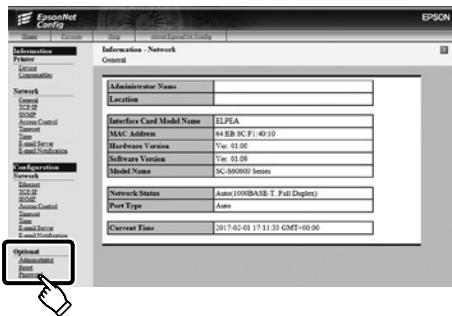 EpsonNet
Config
EPSON
Home
Favorite
Help
About EpsonNet Config
Information
Printer
Device
Consumables
Network
General
TCP/IP
SNMP
Access Control
Timeout
Time
E-mail Server
E-mail Notification
Configuration
Network
Ethernet
TCP/IP
SNMP
Access Control
Timeout
Time
E-mail Server
E-mail Notification
Optional
Administrator
Reset
Password
Information - Network
General
?
Administrator Name
Location
Interface Card Model Name ELPEA
MAC Address 64:EB:8C:F1:40:10
Hardware Version Ver. 01.00
Software Version Ver. 01.09
Model Name SC-S60600 Series
Network Status Auto(1000BASE-T, Full Duplex)
Port Type Auto
Current Time 2017-02-01 17:11:33 GMT+00:00